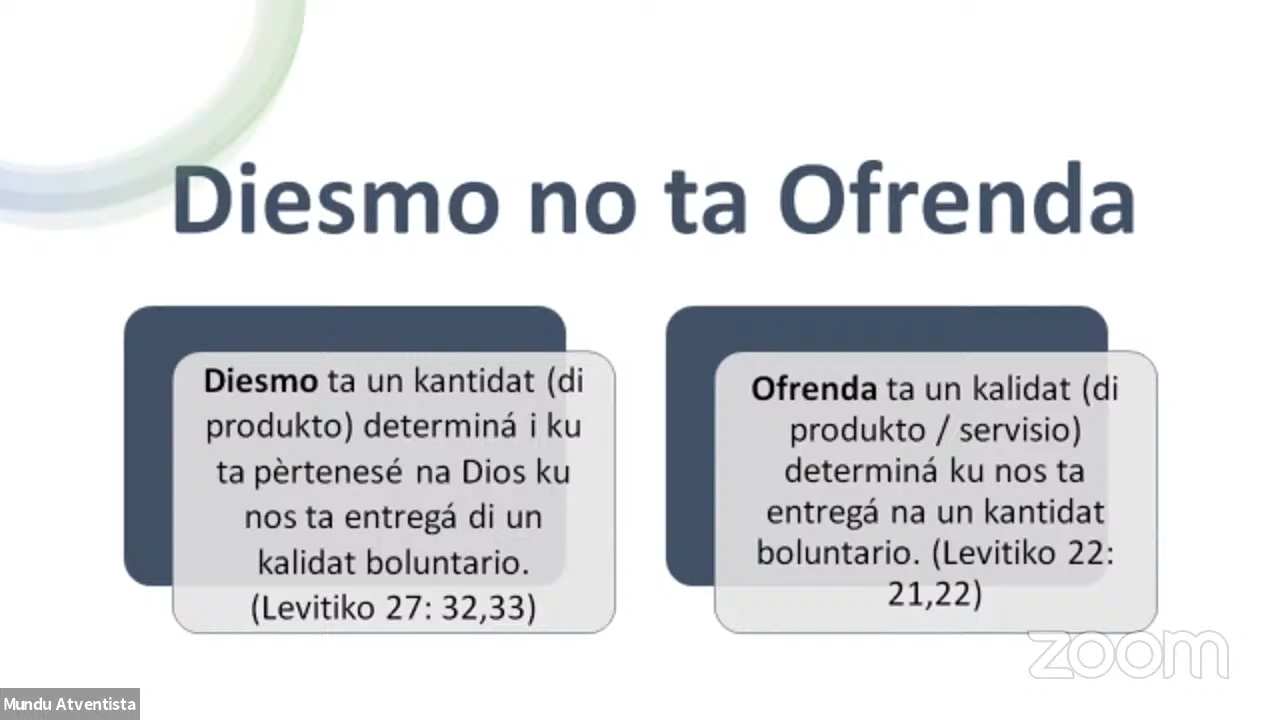 Diesmo no ta Ofrenda
Diesmo ta un kantidat (di
produkto) determiná i ku
ta pèrtenesé na Dios ku
nos ta entregá di un
kalidat boluntario.
(Levitiko 27: 32,33)
Ofrenda ta un kalidat (di
produkto / servisio)
determiná ku nos ta
entregá na un kantidat
boluntario. (Levitiko 22:
21,22)
zoom
Mundu Atventista